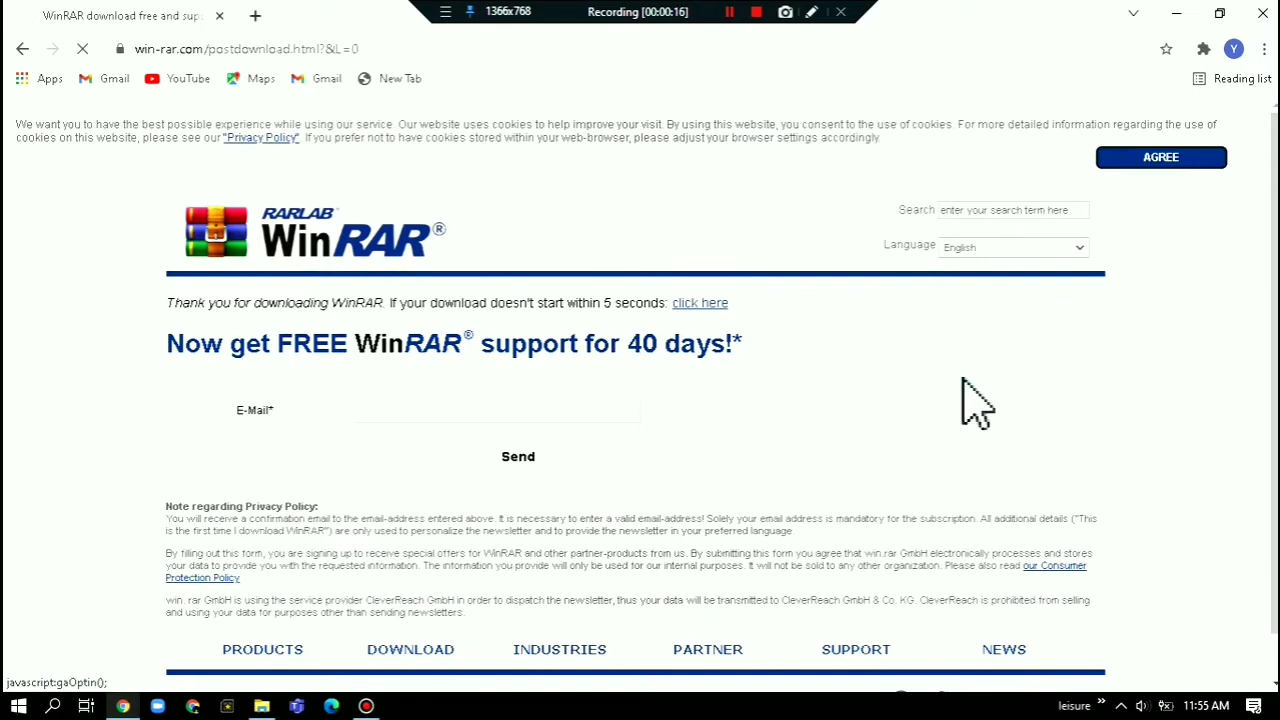 1366x768
Recording [00:00:16]
WinRAR download free and supp
win-rar.com/postdownload.html?&L=0
Apps
Gmail
YouTube
Maps
Gmail
New Tab
Reading list
Y
We want you to have the best possible experience while using our service. Our website uses cookies to help improve your visit. By using this website, you consent to the use of cookies. For more detailed information regarding the use of
cookies on this website, please see our "Privacy Policy". If you prefer not to have cookies stored within your web-browser, please adjust your browser settings accordingly.
AGREE
RARLAB™
WinRAR®
Search enter your search term here
Language English
Thank you for downloading WinRAR. If your download doesn't start within 5 seconds: click here
Now get FREE WinRAR® support for 40 days!*
E-Mail*
Send
Note regarding Privacy Policy:
You will receive a confirmation email to the email-address entered above. It is necessary to enter a valid email-address! Solely your email address is mandatory for the subscription. All additional details ("This
is the first time I download WinRAR") are only used to personalize the newsletter and to provide the newsletter in your preferred language.
By filling out this form, you are signing up to receive special offers for WinRAR and other partner-products from us. By submitting this form you agree that win.rar GmbH electronically processes and stores
your data to provide you with the requested information. The information you provide will only be used for our internal purposes. It will not be sold to any other organization. Please also read our Consumer
Protection Policy
win. rar GmbH is using the service provider CleverReach GmbH in order to dispatch the newsletter, thus your data will be transmitted to CleverReach GmbH & Co. KG. CleverReach is prohibited from selling
and using your data for purposes other than sending newsletters.
PRODUCTS
DOWNLOAD
INDUSTRIES
PARTNER
SUPPORT
NEWS
javascript:gaOptin();
leisure
11:55 AM